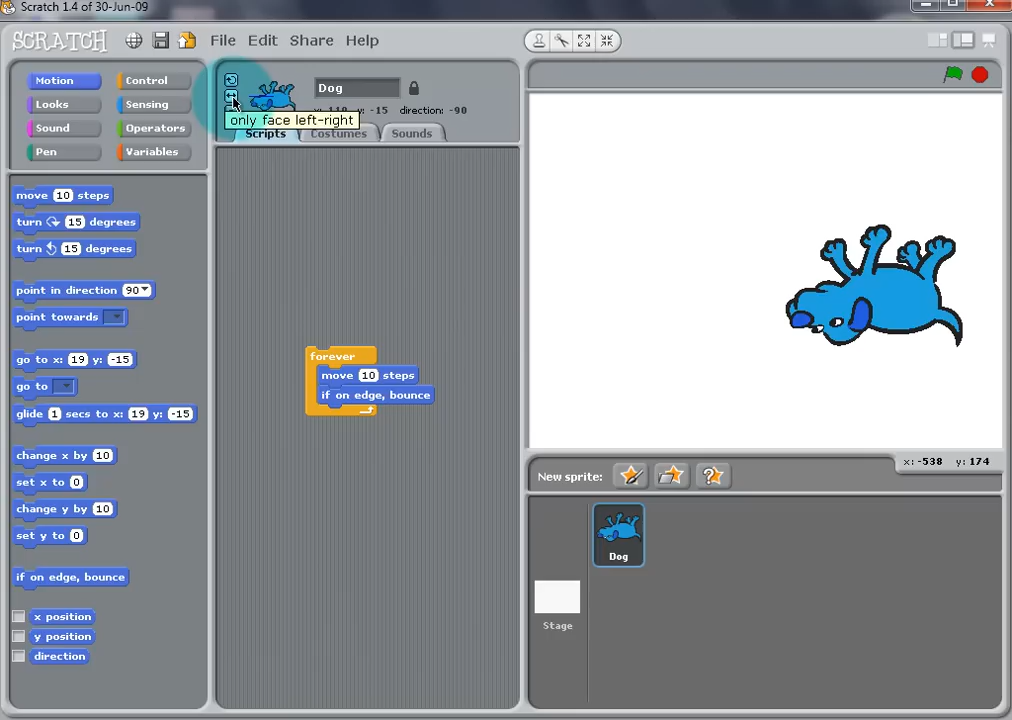 Scratch 1.4 of 30-Jun-09
SCRATCH File Edit Share Help
Motion Control
Looks Sensing
Sound Operators
Pen Variables
Dog
direction: -90
only face left-right
Scripts Costumes Sounds
move 10 steps
turn 15 degrees
turn 15 degrees
point in direction 90
point towards
go to x: 19 y: -15
go to
glide 1 secs to x: 19 y: -15
change x by 10
set x to 0
change y by 10
set y to 0
if on edge, bounce
x position
y position
direction
forever
move 10 steps
if on edge, bounce
x: -538 y: 174
New sprite:
Dog
Stage